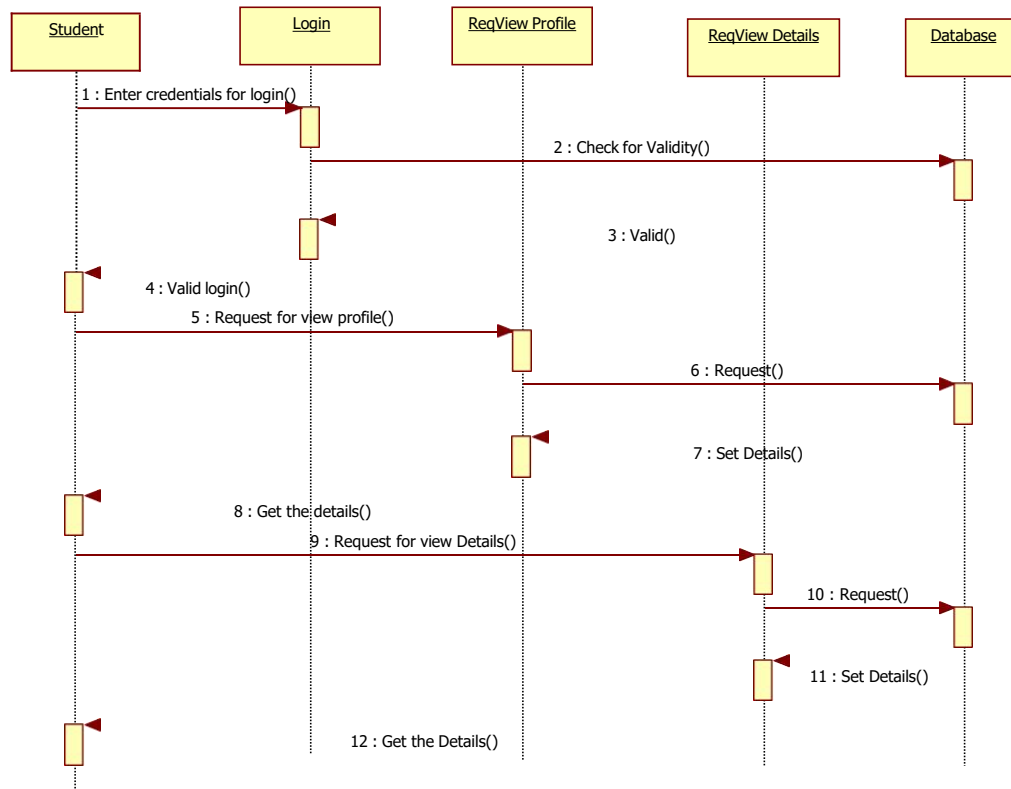 Student
Login
ReqView Profile
ReqView Details
Database
1 : Enter credentials for login()
2 : Check for Validity()
3 : Valid()
4 : Valid login()
5 : Request for view profile()
6 : Request()
7 : Set Details()
8 : Get the details()
9 : Request for view Details()
10 : Request()
11 : Set Details()
12 : Get the Details()